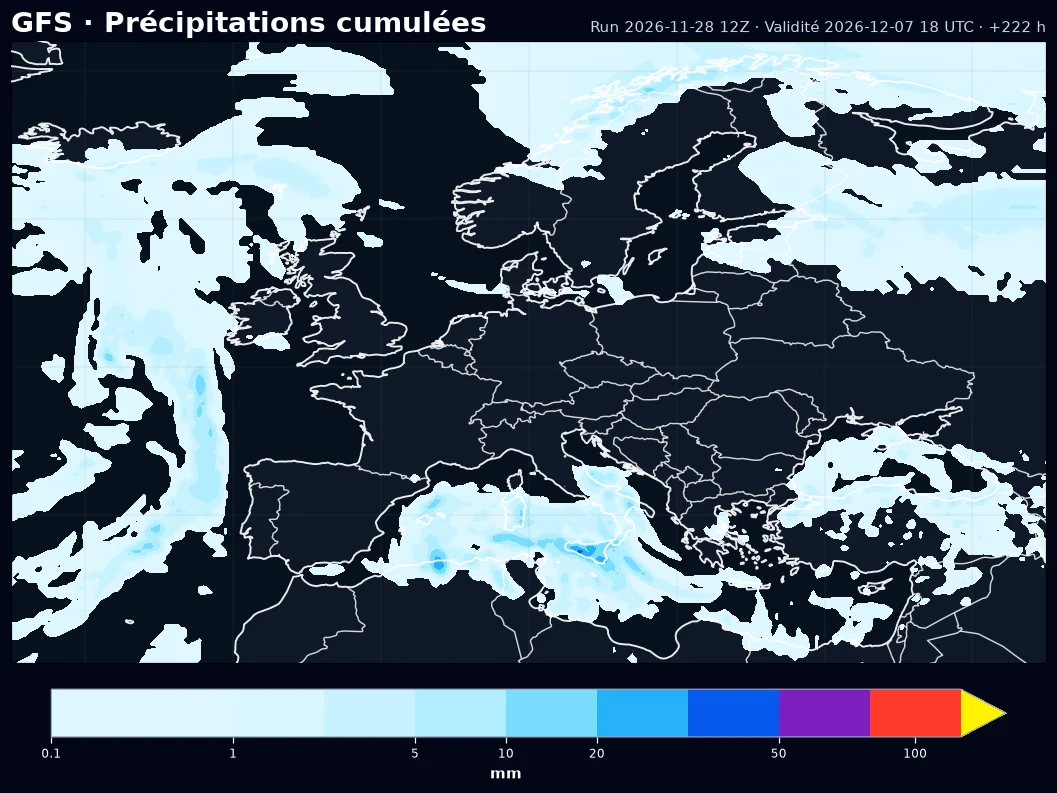 GFS · Précipitations cumulées
Run 2026-11-28 12Z · Validité 2026-12-07 18 UTC · +222 h
0.1 1 5 10 20 50 100
mm